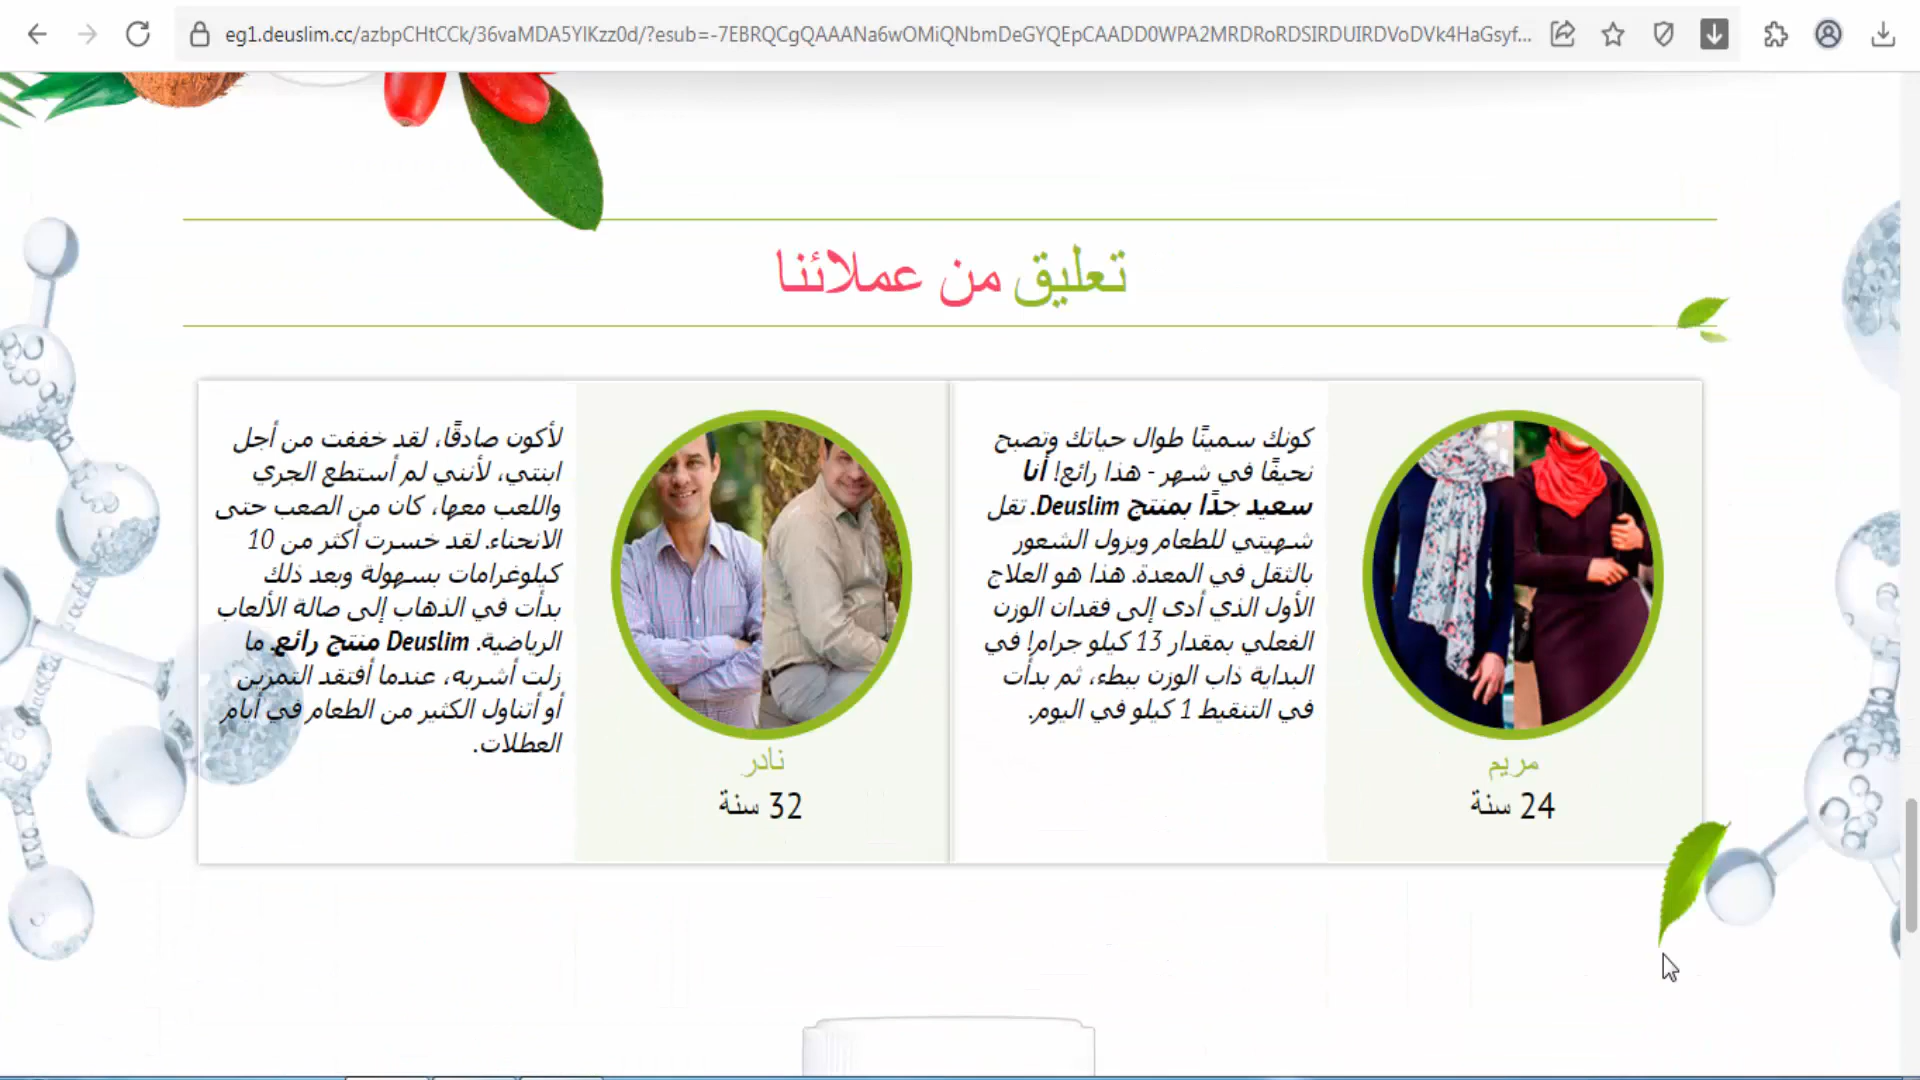 eg1.deuslim.cc/azbpCHtCCk/36vaMDA5YlKzz0d/?esub=-7EBRQCgQAAANa6wOMiQNbmDeGYQEpCAADD0WPA2MRDRoRDSIRDUIRDVoDVk4HaGsyf...
تعليق من عملائنا
كونك سمينًا طوال حياتك وتصبح
نحيفًا في شهر - هذا رائع! أنا
سعيد جدًا بمنتج Deuslim. تقل
شهيتي للطعام ويزول الشعور
بالثقل في المعدة. هذا هو العلاج
الأول الذي أدى إلى فقدان الوزن
الفعلي بمقدار 13 كيلو جرام! في
البداية ذاب الوزن ببطء، ثم بدأت
في التنقيط 1 كيلو في اليوم.
مريم
24 سنة
لأكون صادقًا، لقد خففت من أجل
ابنتي، لأنني لم أستطع الجري
واللعب معها، كان من الصعب حتى
الانحناء. لقد خسرت أكثر من 10
كيلوغرامات بسهولة وبعد ذلك
بدأت في الذهاب إلى صالة الألعاب
الرياضية. Deuslim منتج رائع. ما
زلت أشربه، عندما أفتقد التمرين
أو أتناول الكثير من الطعام في أيام
العطلات.
نادر
32 سنة